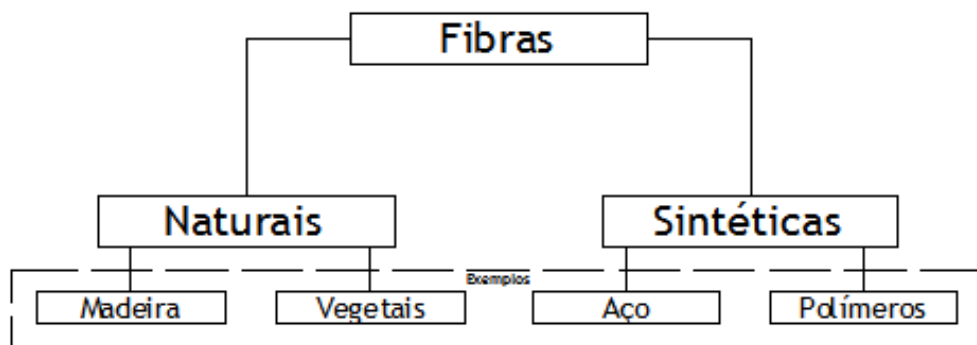 Fibras
Naturais
Sintéticas
Exemplos
Madeira
Vegetais
Aço
Polímeros